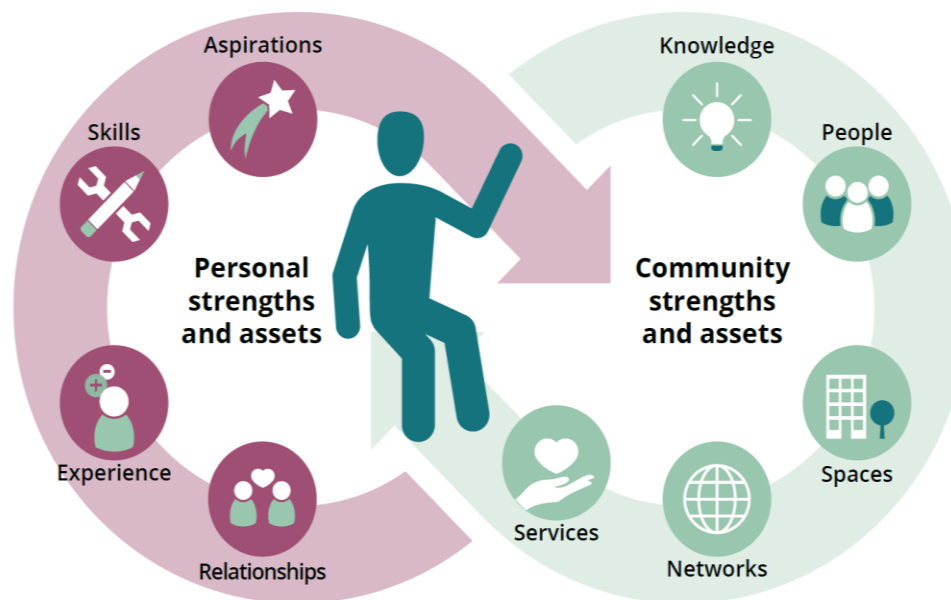 Aspirations
Skills
Personal
strengths
and assets
Experience
Relationships
Knowledge
People
Community
strengths
and assets
Spaces
Services
Networks